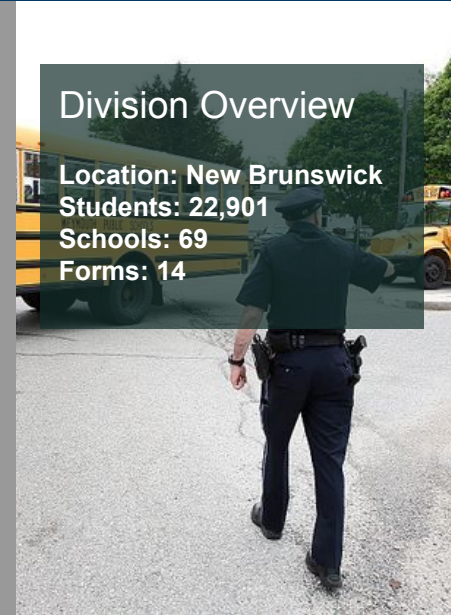 Division Overview
Location: New Brunswick
Students: 22,901
Schools: 69
Forms: 14